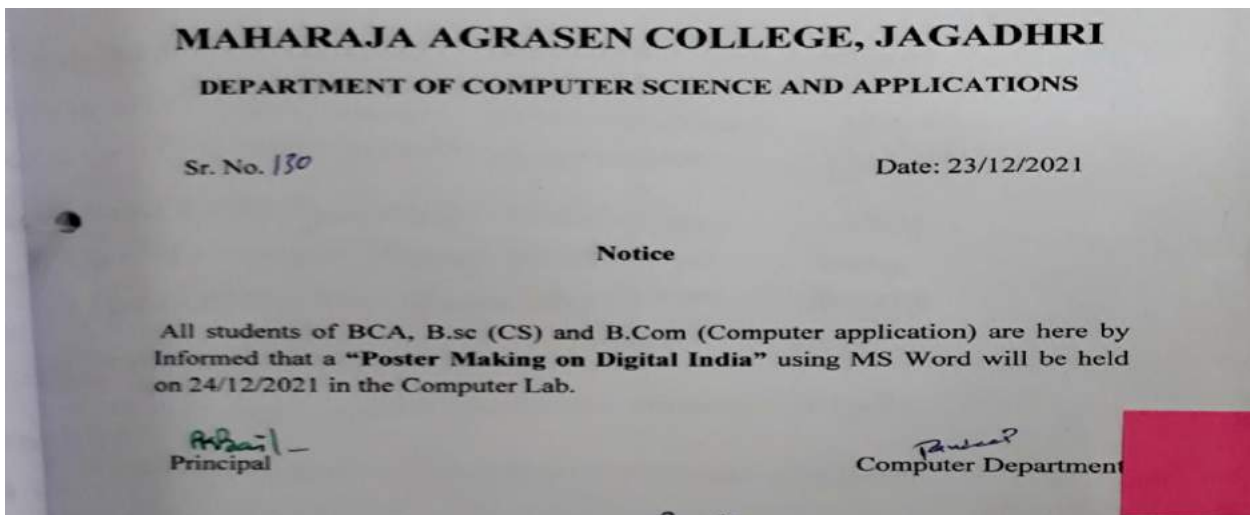 MAHARAJA AGRASEN COLLEGE, JAGADHRI
DEPARTMENT OF COMPUTER SCIENCE AND APPLICATIONS
Sr. No. 130
Date: 23/12/2021
Notice
All students of BCA, B.sc (CS) and B.Com (Computer application) are here by
Informed that a “Poster Making on Digital India” using MS Word will be held
on 24/12/2021 in the Computer Lab.
Principal
Computer Department